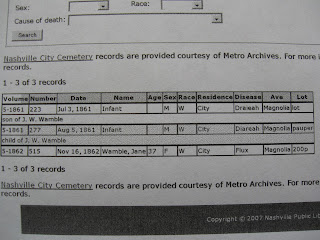 Sex: Race:
Cause of death:
Search
Nashville City Cemetery records are provided courtesy of Metro Archives. For more i
records.
1 - 3 of 3 records
Volume Number Date Name Age Sex Race Residence Disease Ave Lot
S-1861 223 Jul 3, 1861 Infant M W City Diareah Magnolia lot
son of J. W. Wamble
S-1861 277 Aug 5, 1861 Infant M W City Diareah Magnolia pauper
child of J. W. Wamble
S-1862 515 Nov 16, 1862 Wamble, Jane 37 F W City Flux Magnolia 200p
1 - 3 of 3 records
Nashville City Cemetery records are provided courtesy of Metro Archives. For more
records.
Copyright © 2007 Nashville Public Lib